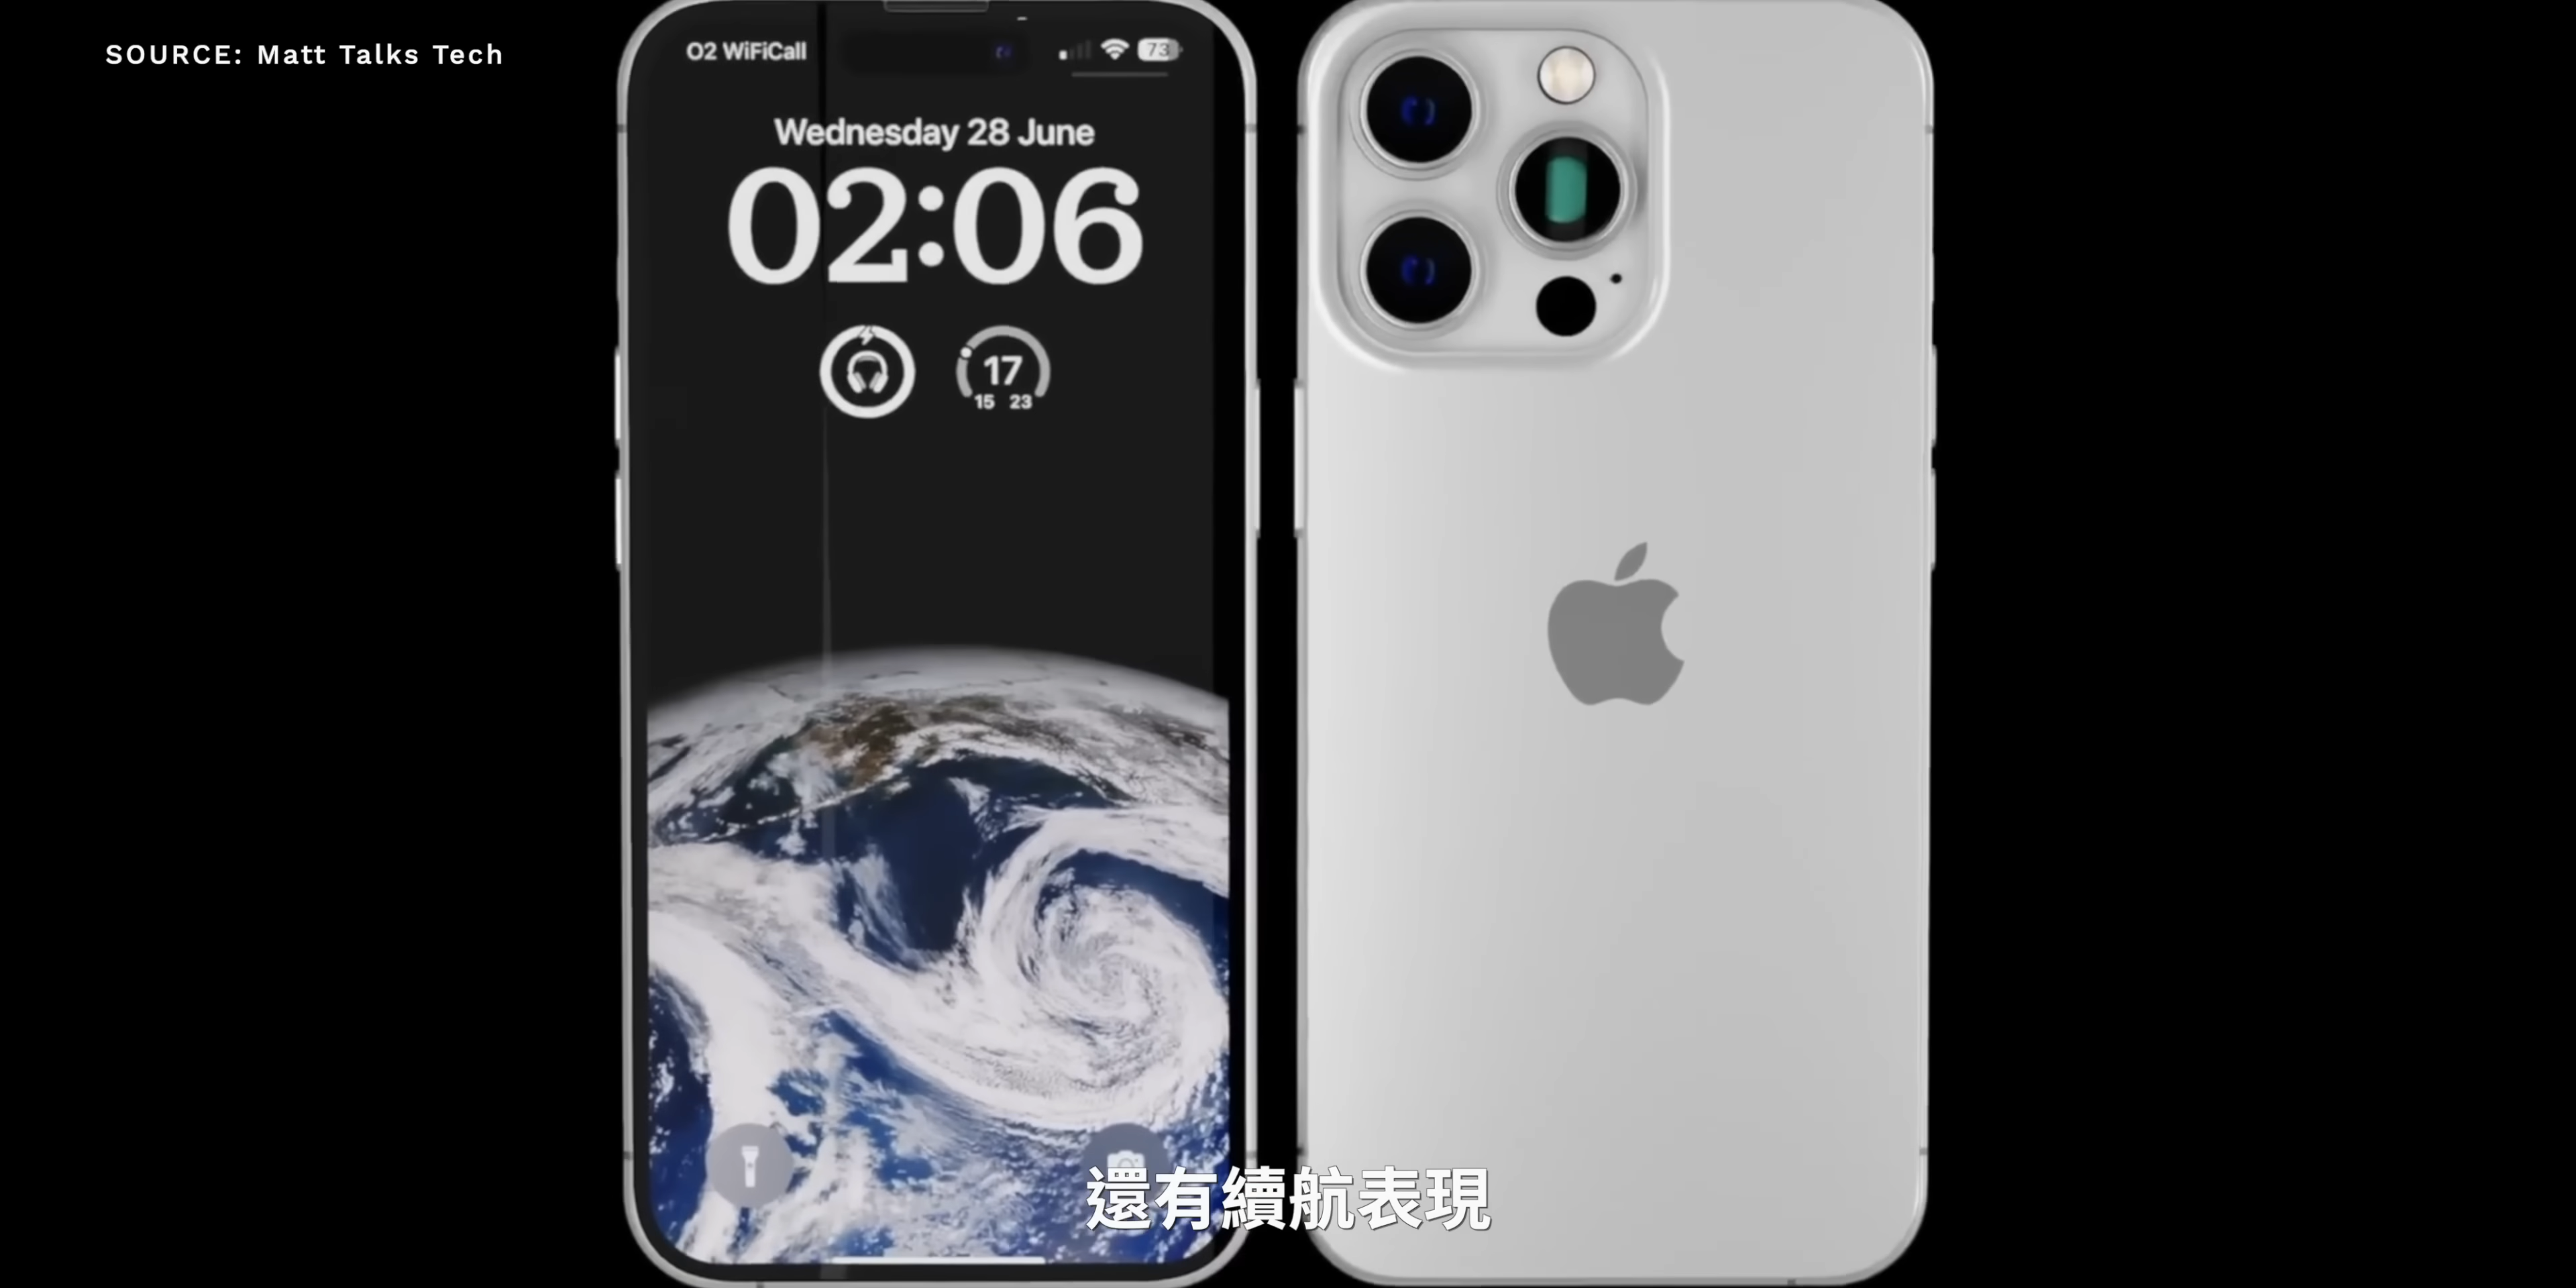 SOURCE: Matt Talks Tech
O2 WiFiCall
73
Wednesday 28 June
02:06
17
15 23
還有續航表現